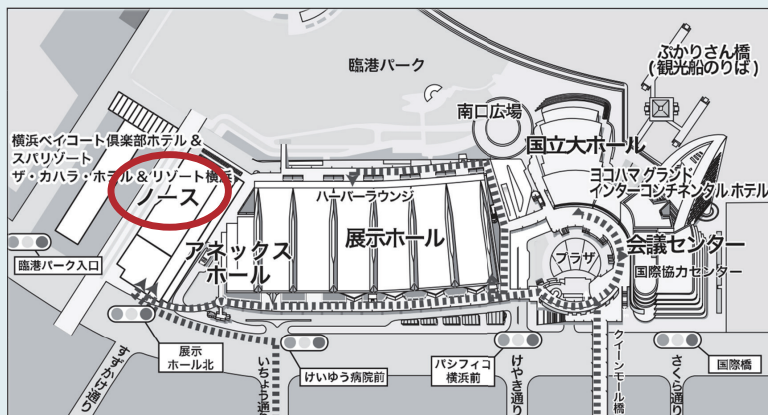 臨港パーク
ぷかりさん橋
(観光船のりば)
南口広場
国立大ホール
横浜ベイコート倶楽部ホテル &
スパリゾート
ザ・カハラ・ホテル & リゾート横浜
ノース
ハーバーラウンジ
ヨコハマ グランド
インターコンチネンタル ホテル
アネックス
ホール
展示ホール
プラザ
会議センター
国際協力センター
臨港パーク入口
展示
ホール北
けいゆう病院前
パシフィコ
横浜前
国際橋
すずかけ通り
いちょう通り
けやき通り
クイーンモール橋
さくら通り